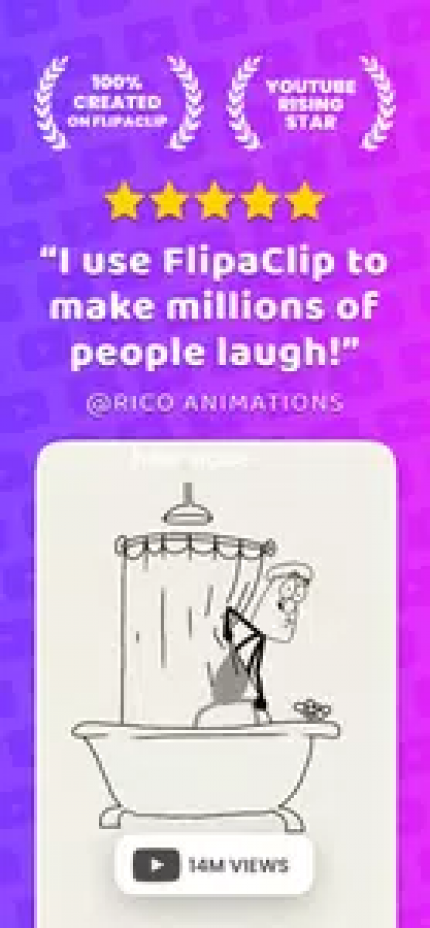 100%
CREATED
ON FLIPACLIP
YOUTUBE
RISING
STAR
“I use FlipaClip to
make millions of
people laugh!”
@RICO ANIMATIONS
14M VIEWS